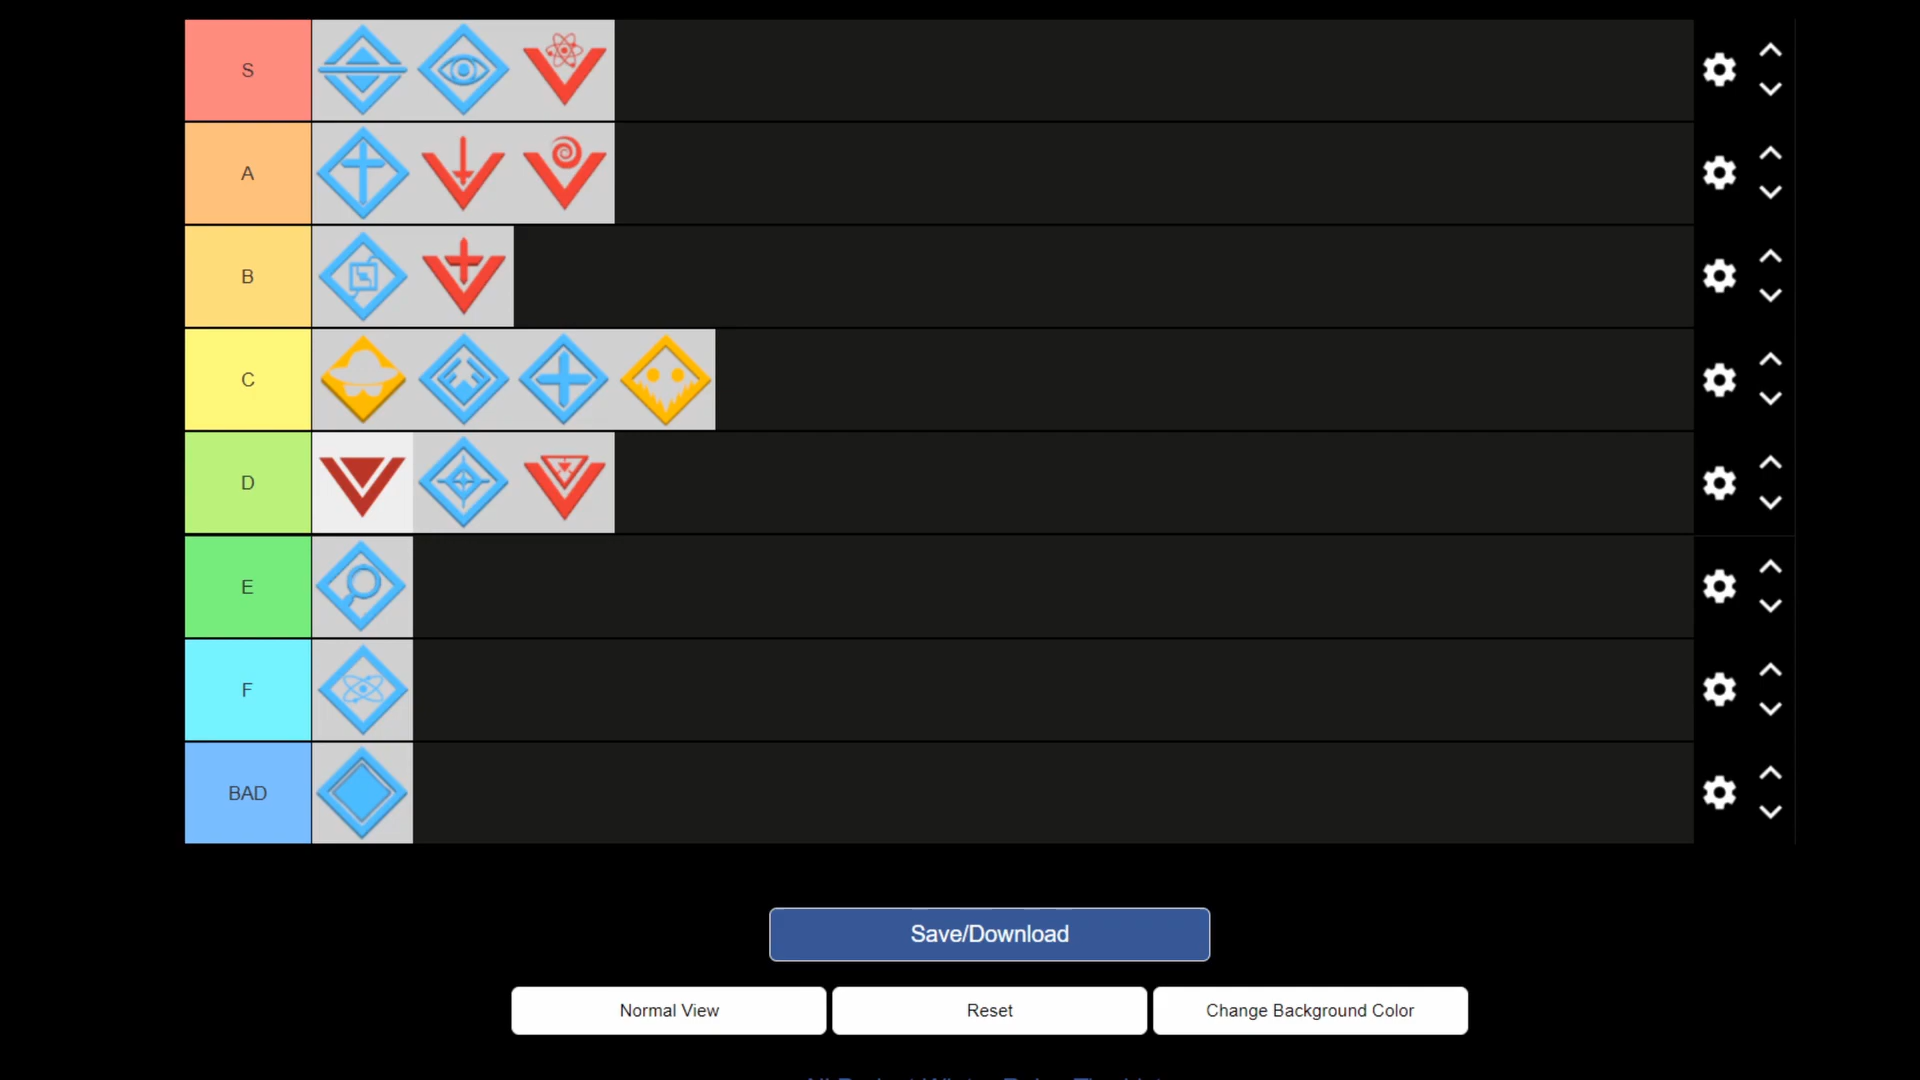 S
A
B
C
D
E
F
BAD
Save/Download
Normal View
Reset
Change Background Color